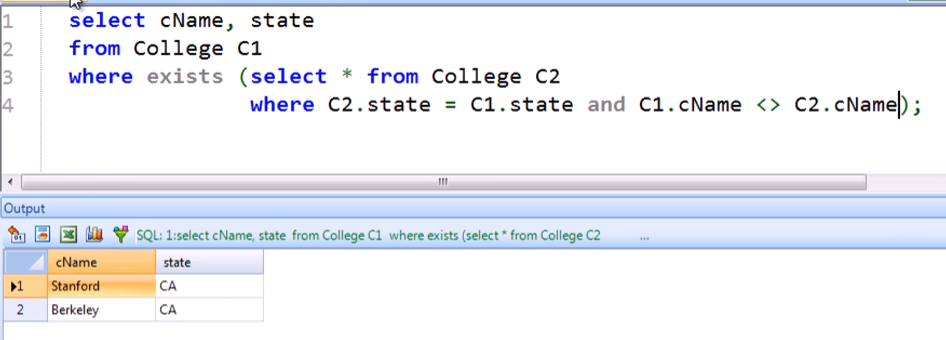 1 select cName, state
2 from College C1
3 where exists (select * from College C2
4 where C2.state = C1.state and C1.cName <> C2.cName);
Output
SQL: 1:select cName, state from College C1 where exists (select * from College C2 ...
cName state
1 Stanford CA
2 Berkeley CA